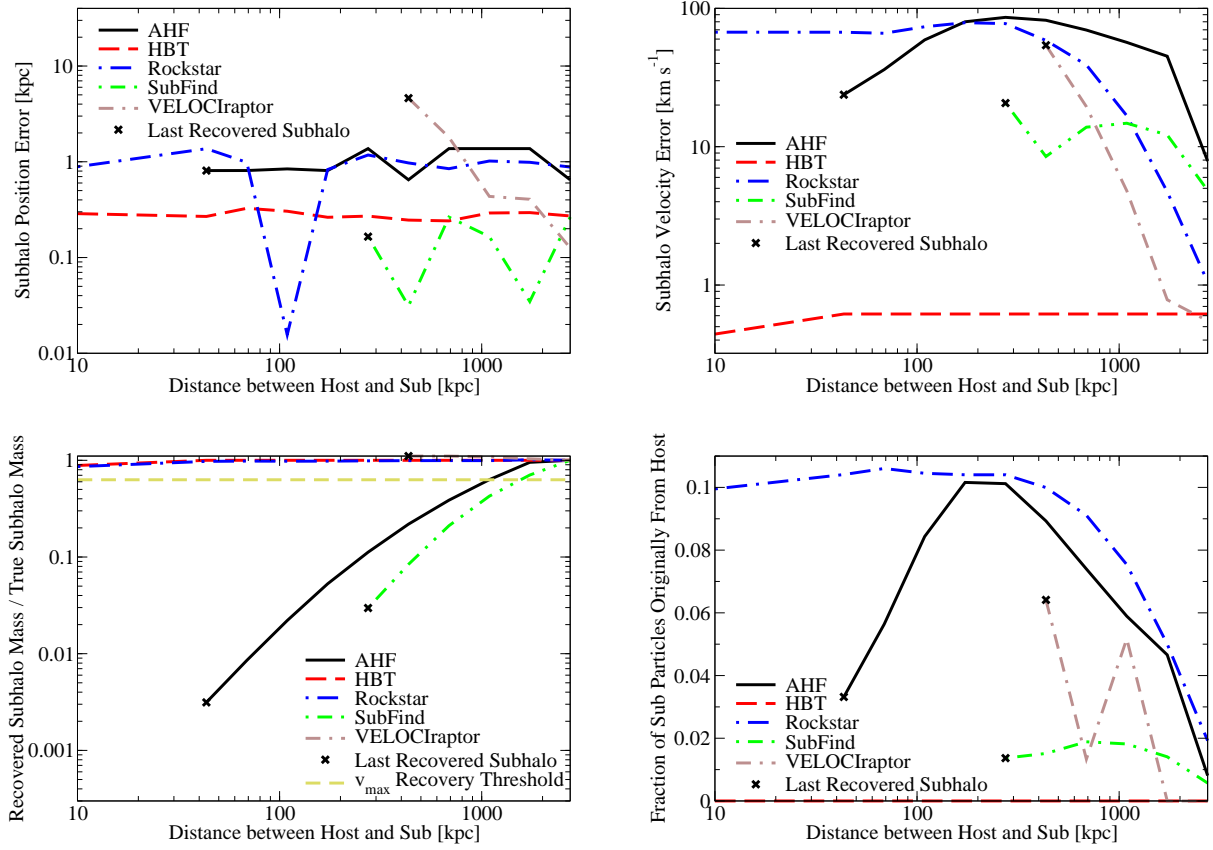 Subhalo Position Error [kpc]
10
1
0.1
0.01
AHF
HBT
Rockstar
SubFind
VELOCIraptor
Last Recovered Subhalo
10 100 1000
Distance between Host and Sub [kpc]
Subhalo Velocity Error [km s⁻¹]
100
10
1
AHF
HBT
Rockstar
SubFind
VELOCIraptor
Last Recovered Subhalo
10 100 1000
Distance between Host and Sub [kpc]
Recovered Subhalo Mass / True Subhalo Mass
1
0.1
0.01
0.001
AHF
HBT
Rockstar
SubFind
VELOCIraptor
Last Recovered Subhalo
v_max Recovery Threshold
10 100 1000
Distance between Host and Sub [kpc]
Fraction of Sub Particles Originally From Host
0.1
0.08
0.06
0.04
0.02
0
AHF
HBT
Rockstar
SubFind
VELOCIraptor
Last Recovered Subhalo
10 100 1000
Distance between Host and Sub [kpc]